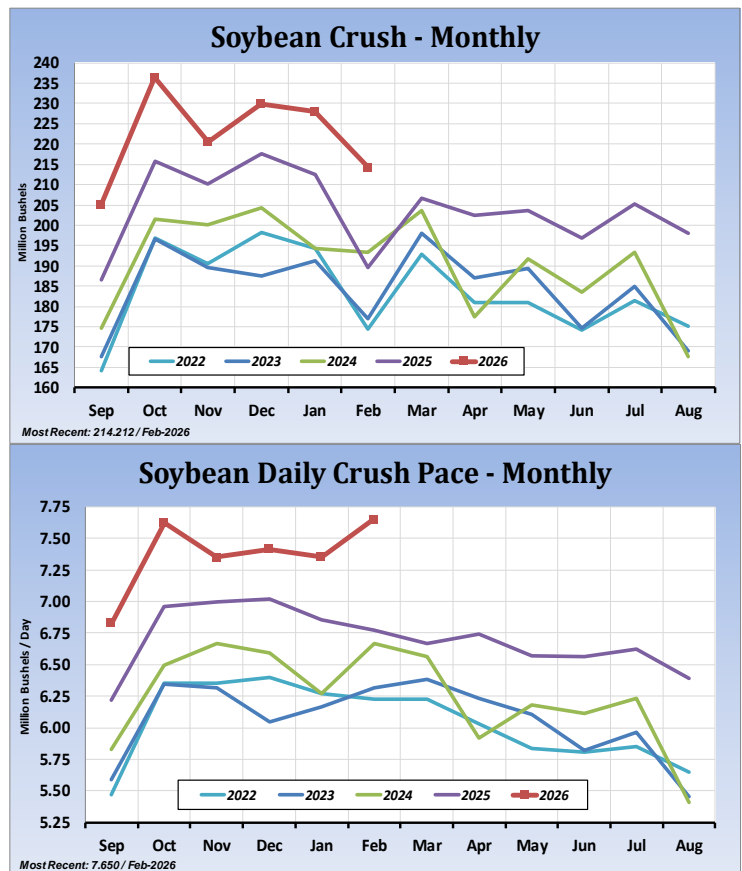 Soybean Crush - Monthly
240
235
230
225
220
215
210
205
200
195
190
185
180
175
170
165
160
Million Bushels
2022 2023 2024 2025 2026
Sep Oct Nov Dec Jan Feb Mar Apr May Jun Jul Aug
Most Recent: 214.212 / Feb-2026
Soybean Daily Crush Pace - Monthly
7.75
7.50
7.25
7.00
6.75
6.50
6.25
6.00
5.75
5.50
5.25
Million Bushels / Day
2022 2023 2024 2025 2026
Sep Oct Nov Dec Jan Feb Mar Apr May Jun Jul Aug
Most Recent: 7.650 / Feb-2026